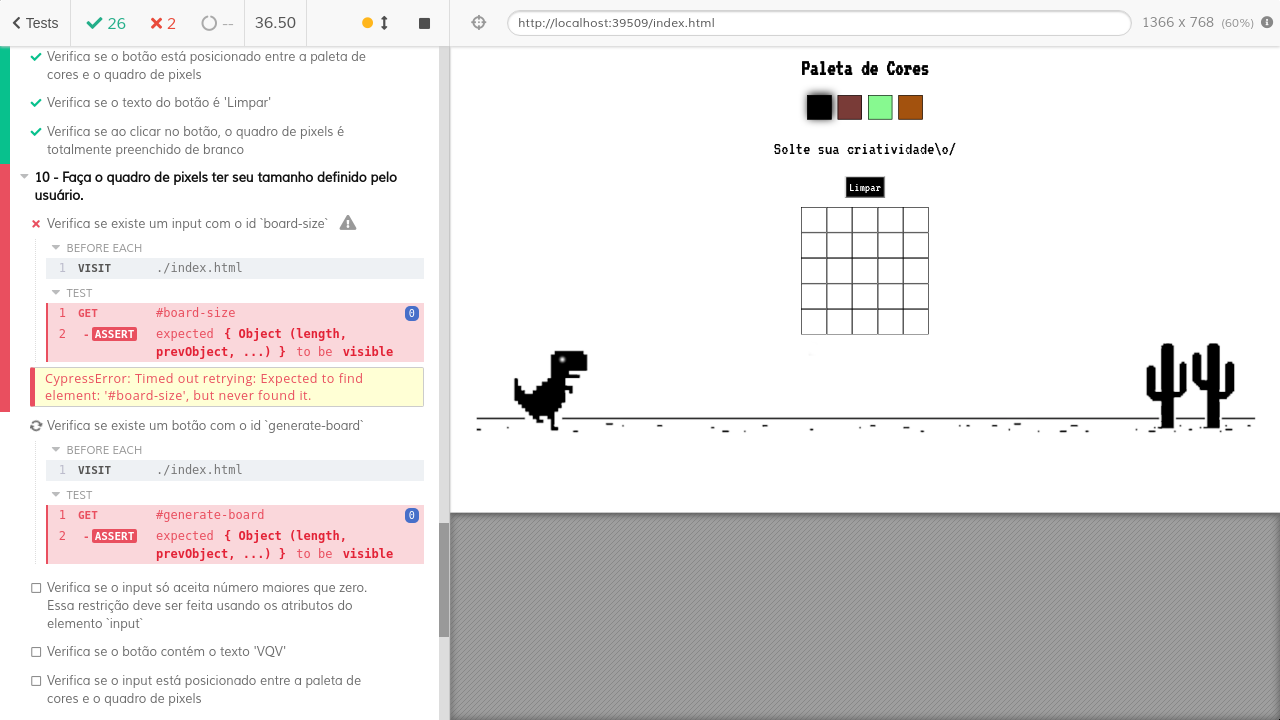 Tests 26 2 -- 36.50
http://localhost:39509/index.html 1366 x 768 (60%)
Verifica se o botão está posicionado entre a paleta de
cores e o quadro de pixels
Verifica se o texto do botão é 'Limpar'
Verifica se ao clicar no botão, o quadro de pixels é
totalmente preenchido de branco
10 - Faça o quadro de pixels ter seu tamanho definido pelo
usuário.
Verifica se existe um input com o id `board-size`
BEFORE EACH
1 VISIT ./index.html
TEST
1 GET #board-size 0
2 -ASSERT expected { Object (length,
prevObject, ...) } to be visible
CypressError: Timed out retrying: Expected to find
element: '#board-size', but never found it.
Verifica se existe um botão com o id `generate-board`
BEFORE EACH
1 VISIT ./index.html
TEST
1 GET #generate-board 0
2 -ASSERT expected { Object (length,
prevObject, ...) } to be visible
Verifica se o input só aceita número maiores que zero.
Essa restrição deve ser feita usando os atributos do
elemento `input`
Verifica se o botão contém o texto 'VQV'
Verifica se o input está posicionado entre a paleta de
cores e o quadro de pixels
Paleta de Cores
Solte sua criatividade\o/
Limpar